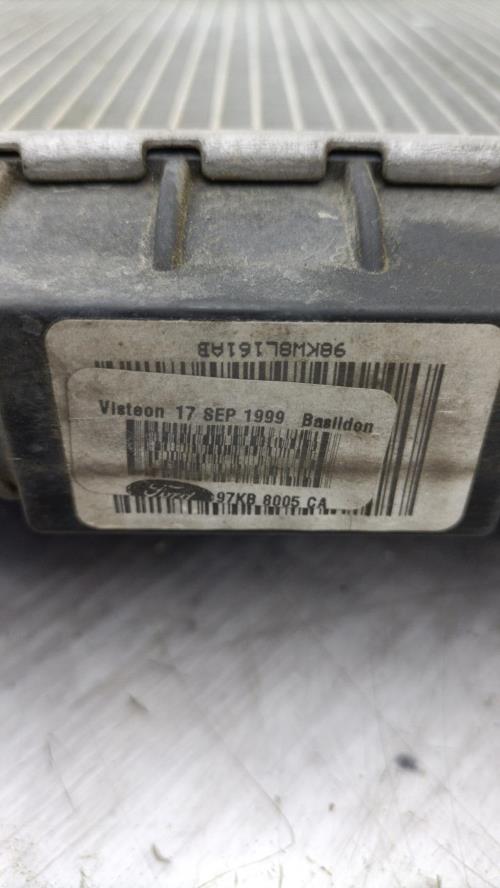 98KW8L161AB
Visteon 17 SEP 1999 Basildon
Ford 97KB 8005 CA